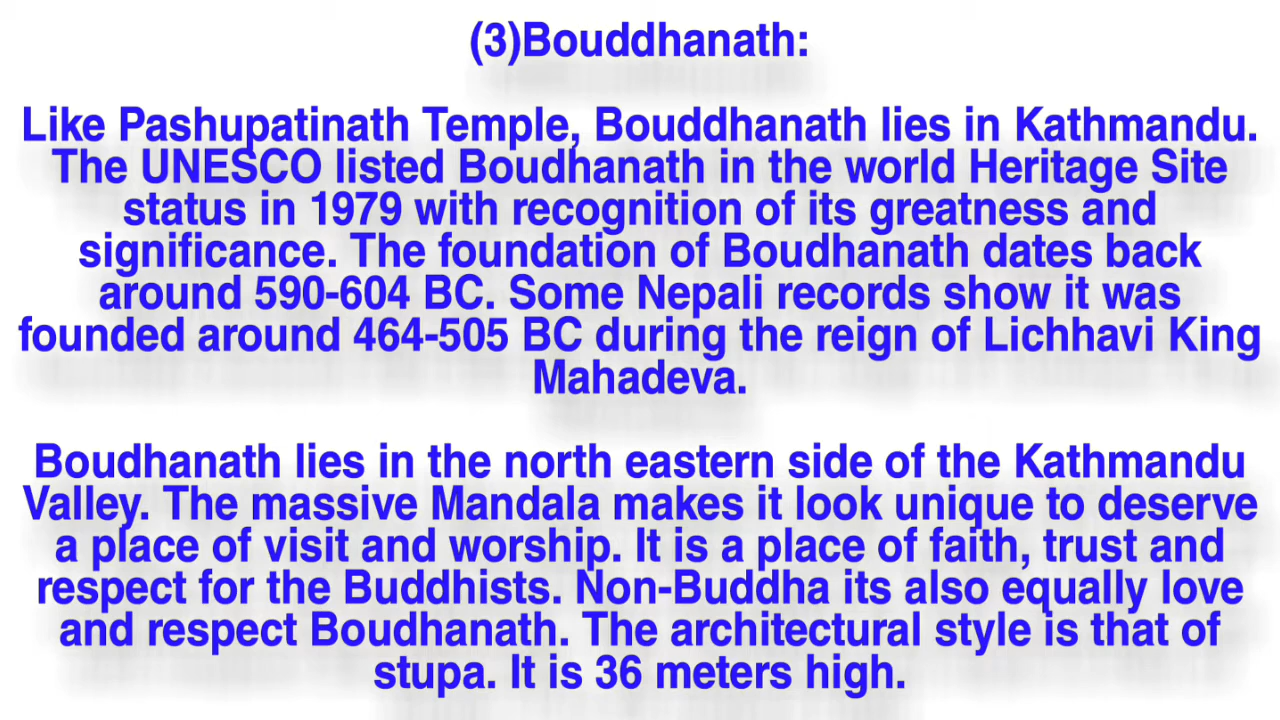 (3)Bouddhanath:
Like Pashupatinath Temple, Bouddhanath lies in Kathmandu.
The UNESCO listed Boudhanath in the world Heritage Site
status in 1979 with recognition of its greatness and
significance. The foundation of Boudhanath dates back
around 590-604 BC. Some Nepali records show it was
founded around 464-505 BC during the reign of Lichhavi King
Mahadeva.
Boudhanath lies in the north eastern side of the Kathmandu
Valley. The massive Mandala makes it look unique to deserve
a place of visit and worship. It is a place of faith, trust and
respect for the Buddhists. Non-Buddha its also equally love
and respect Boudhanath. The architectural style is that of
stupa. It is 36 meters high.